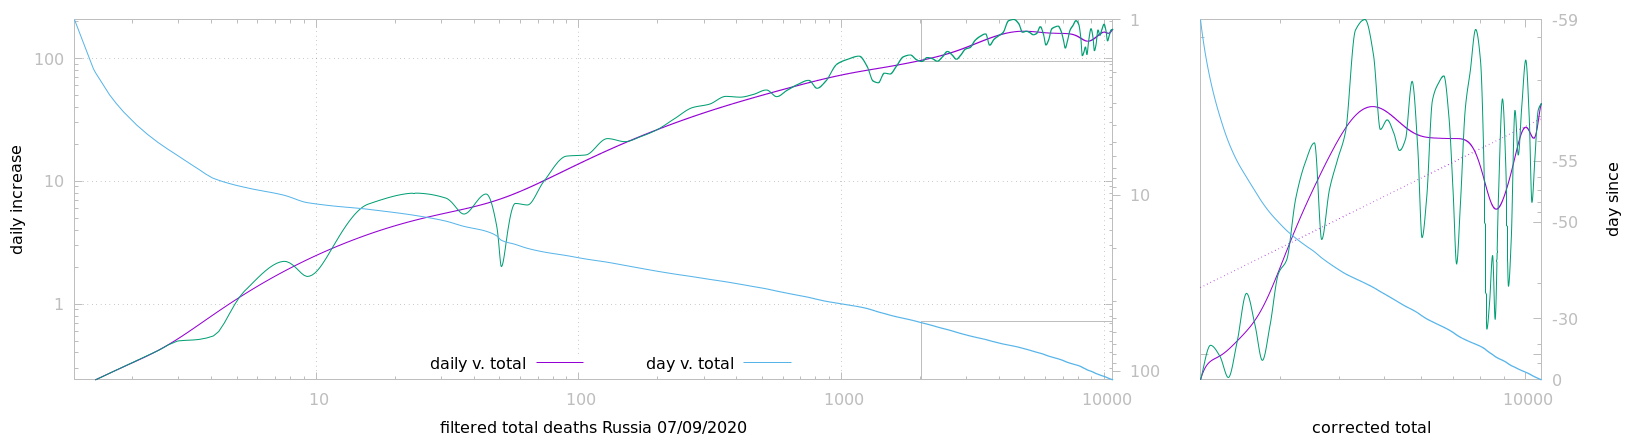 daily increase
100
10
1
daily v. total
day v. total
10
100
1000
10000
filtered total deaths Russia 07/09/2020
1
10
100
-59
-55
-50
-30
0
day since
10000
corrected total